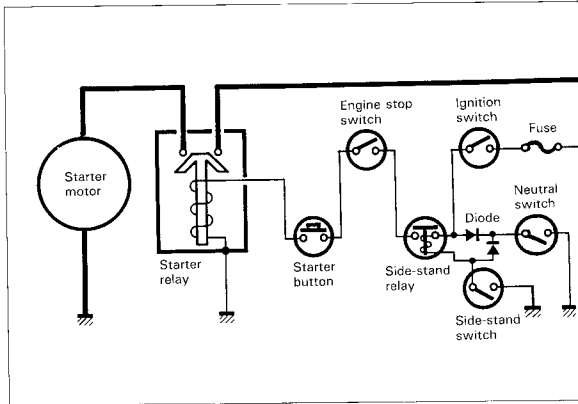 Engine stop
switch
Ignition
switch
Fuse
Starter
motor
Neutral
switch
Diode
Starter
relay
Starter
button
Side-stand
relay
Side-stand
switch